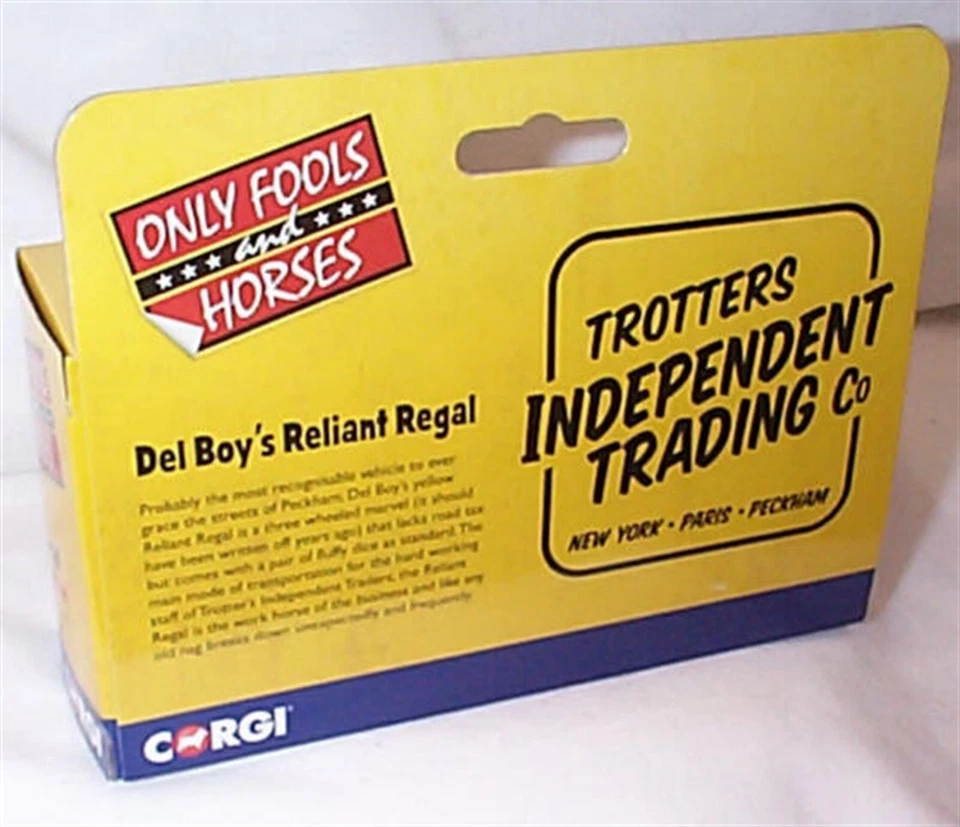 ONLY FOOLS
and
HORSES
TROTTERS
INDEPENDENT
TRADING Co
NEW YORK • PARIS • PECKHAM
Del Boy's Reliant Regal
Probably the most recognisable vehicle to ever
grace the streets of Peckham, Del Boy's yellow
Reliant Regal is a three wheeled marvel (it should
have been written off years ago) that lacks road tax
but comes with a pair of fluffy dice as standard. The
main mode of transportation for the hard working
staff of Trotter's Independent Traders, the Reliant
Regal is the work horse of the business and like any
old nag breaks down unexpectedly and frequently.
CORGI